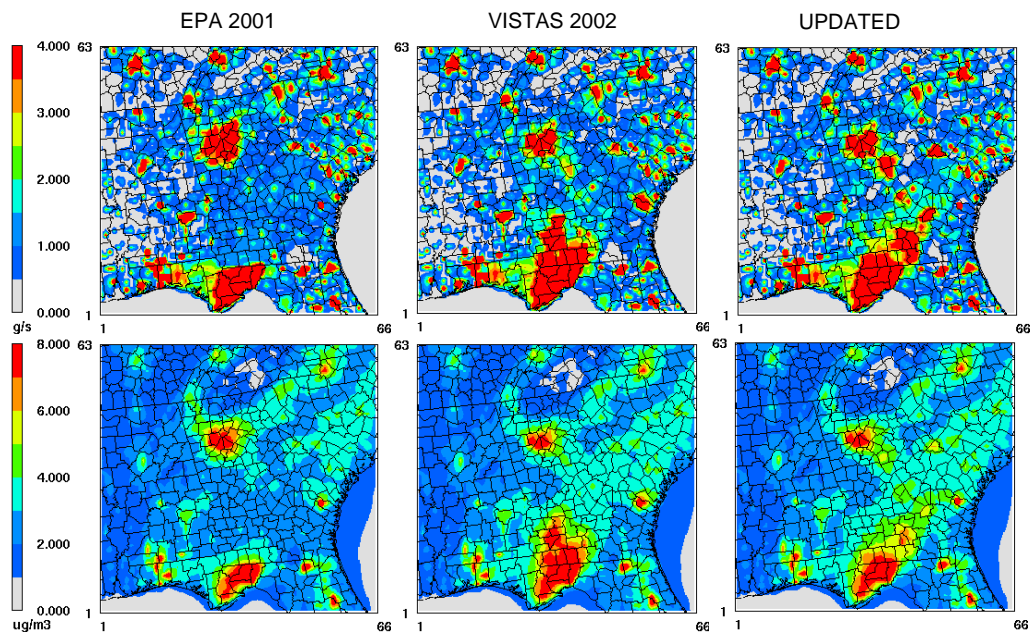 EPA 2001 VISTAS 2002 UPDATED
4.000 63 63 63
3.000
2.000
1.000
0.000
g/s 1 1 1
1 66 1 66 1 66
8.000 63 63 63
6.000
4.000
2.000
0.000
ug/m3 1 1 1
1 66 1 66 1 66